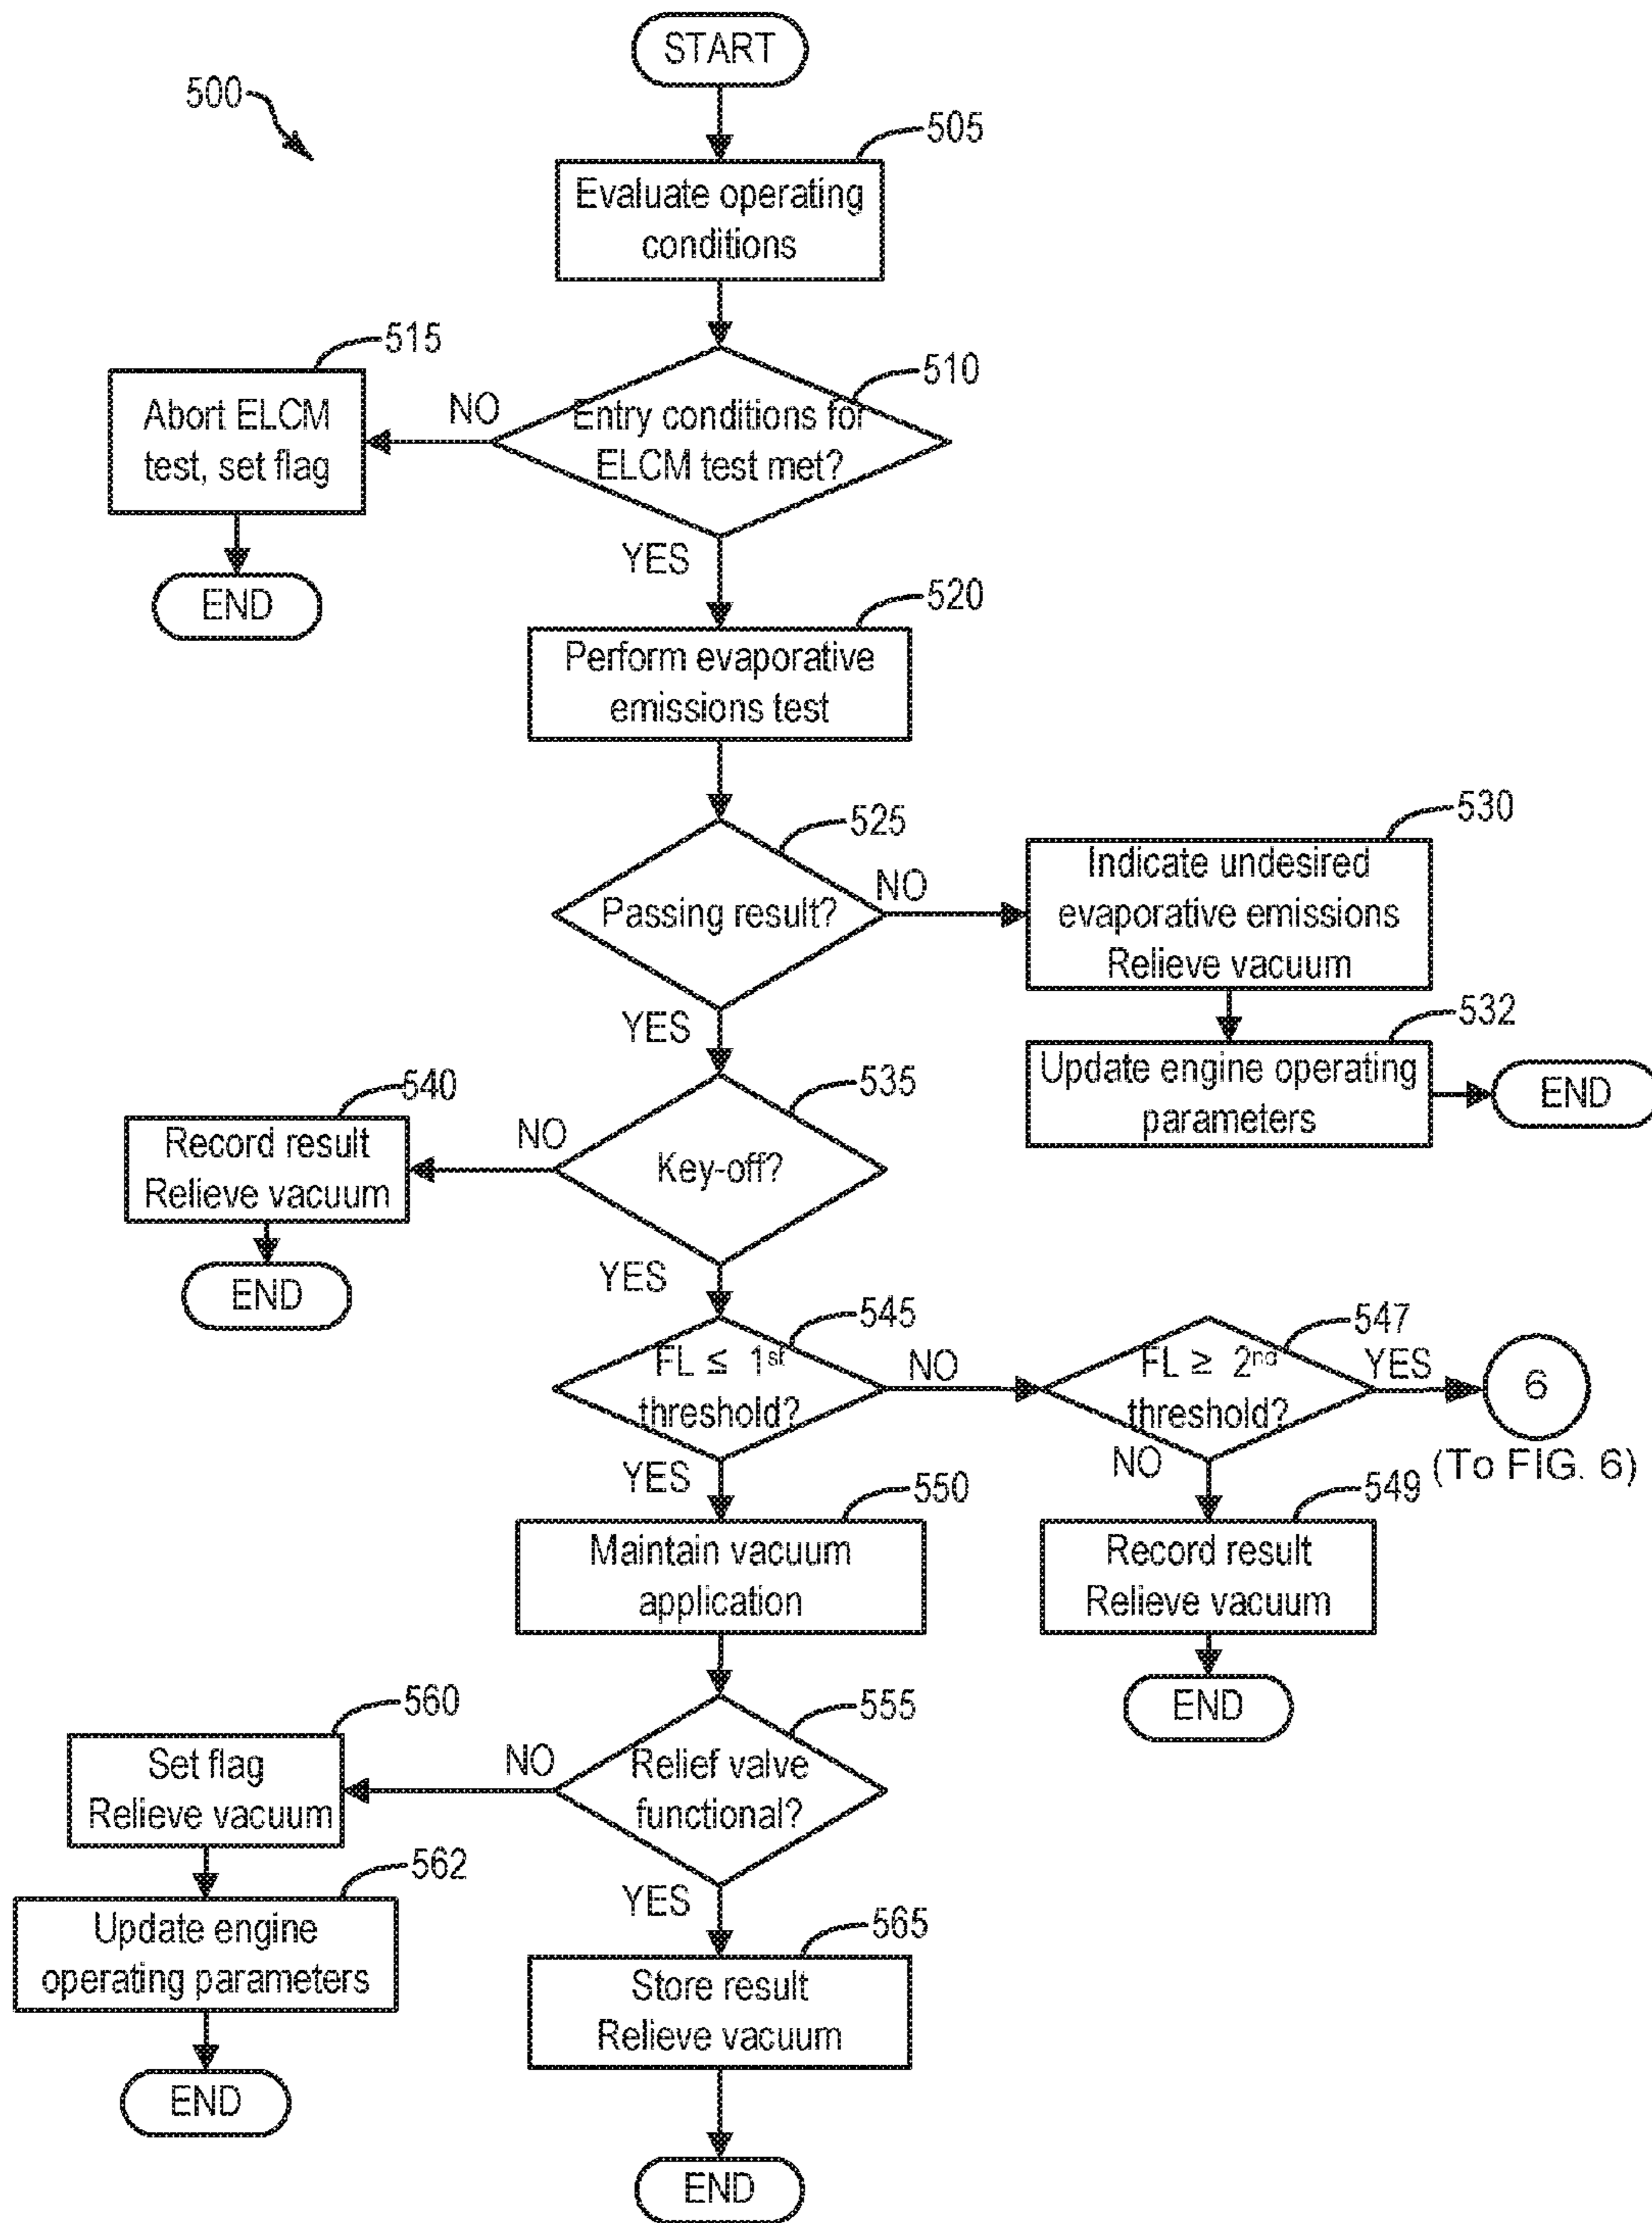 START
500
505
Evaluate operating
conditions
515
510
Abort ELCM
test, set flag
NO
Entry conditions for
ELCM test met?
YES
END
520
Perform evaporative
emissions test
525
530
Passing result?
NO
Indicate undesired
evaporative emissions
Relieve vacuum
YES
532
Update engine operating
parameters
END
540
535
Record result
Relieve vacuum
NO
Key-off?
END
YES
545
547
FL ≤ 1st
threshold?
NO
FL ≥ 2nd
threshold?
YES
6
(To FIG. 6)
YES
NO
550
549
Maintain vacuum
application
Record result
Relieve vacuum
END
560
555
Set flag
Relieve vacuum
NO
Relief valve
functional?
562
YES
Update engine
operating parameters
565
Store result
Relieve vacuum
END
END